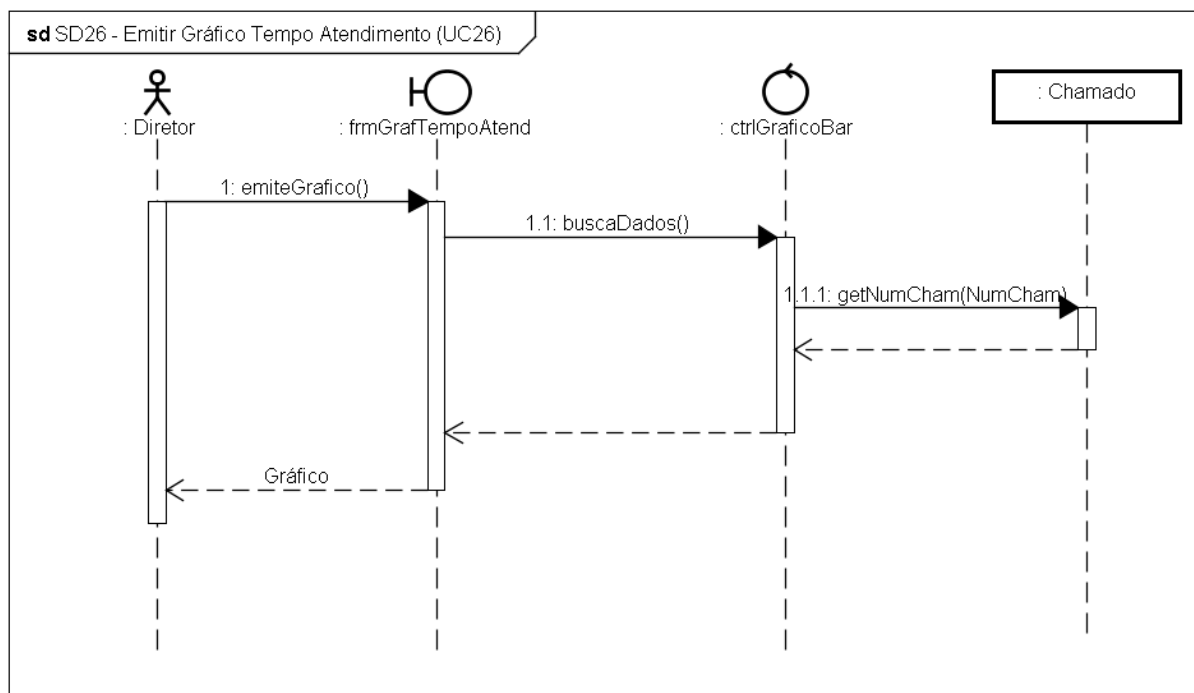 sd SD26 - Emitir Gráfico Tempo Atendimento (UC26)
: Diretor
: frmGrafTempoAtend
: ctrlGraficoBar
: Chamado
1: emiteGrafico()
1.1: buscaDados()
1.1.1: getNumCham(NumCham)
Gráfico